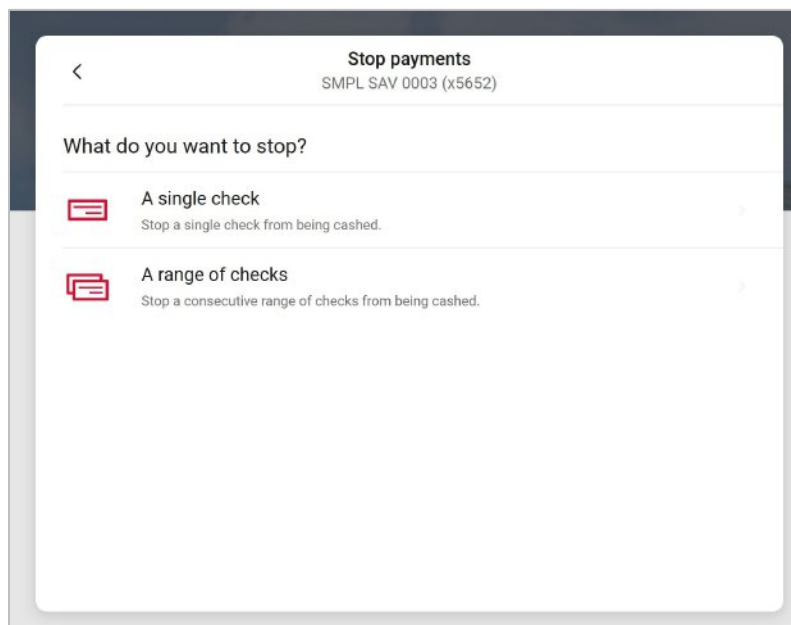 Stop payments
SMPL SAV 0003 (x5652)
What do you want to stop?
A single check
Stop a single check from being cashed.
A range of checks
Stop a consecutive range of checks from being cashed.